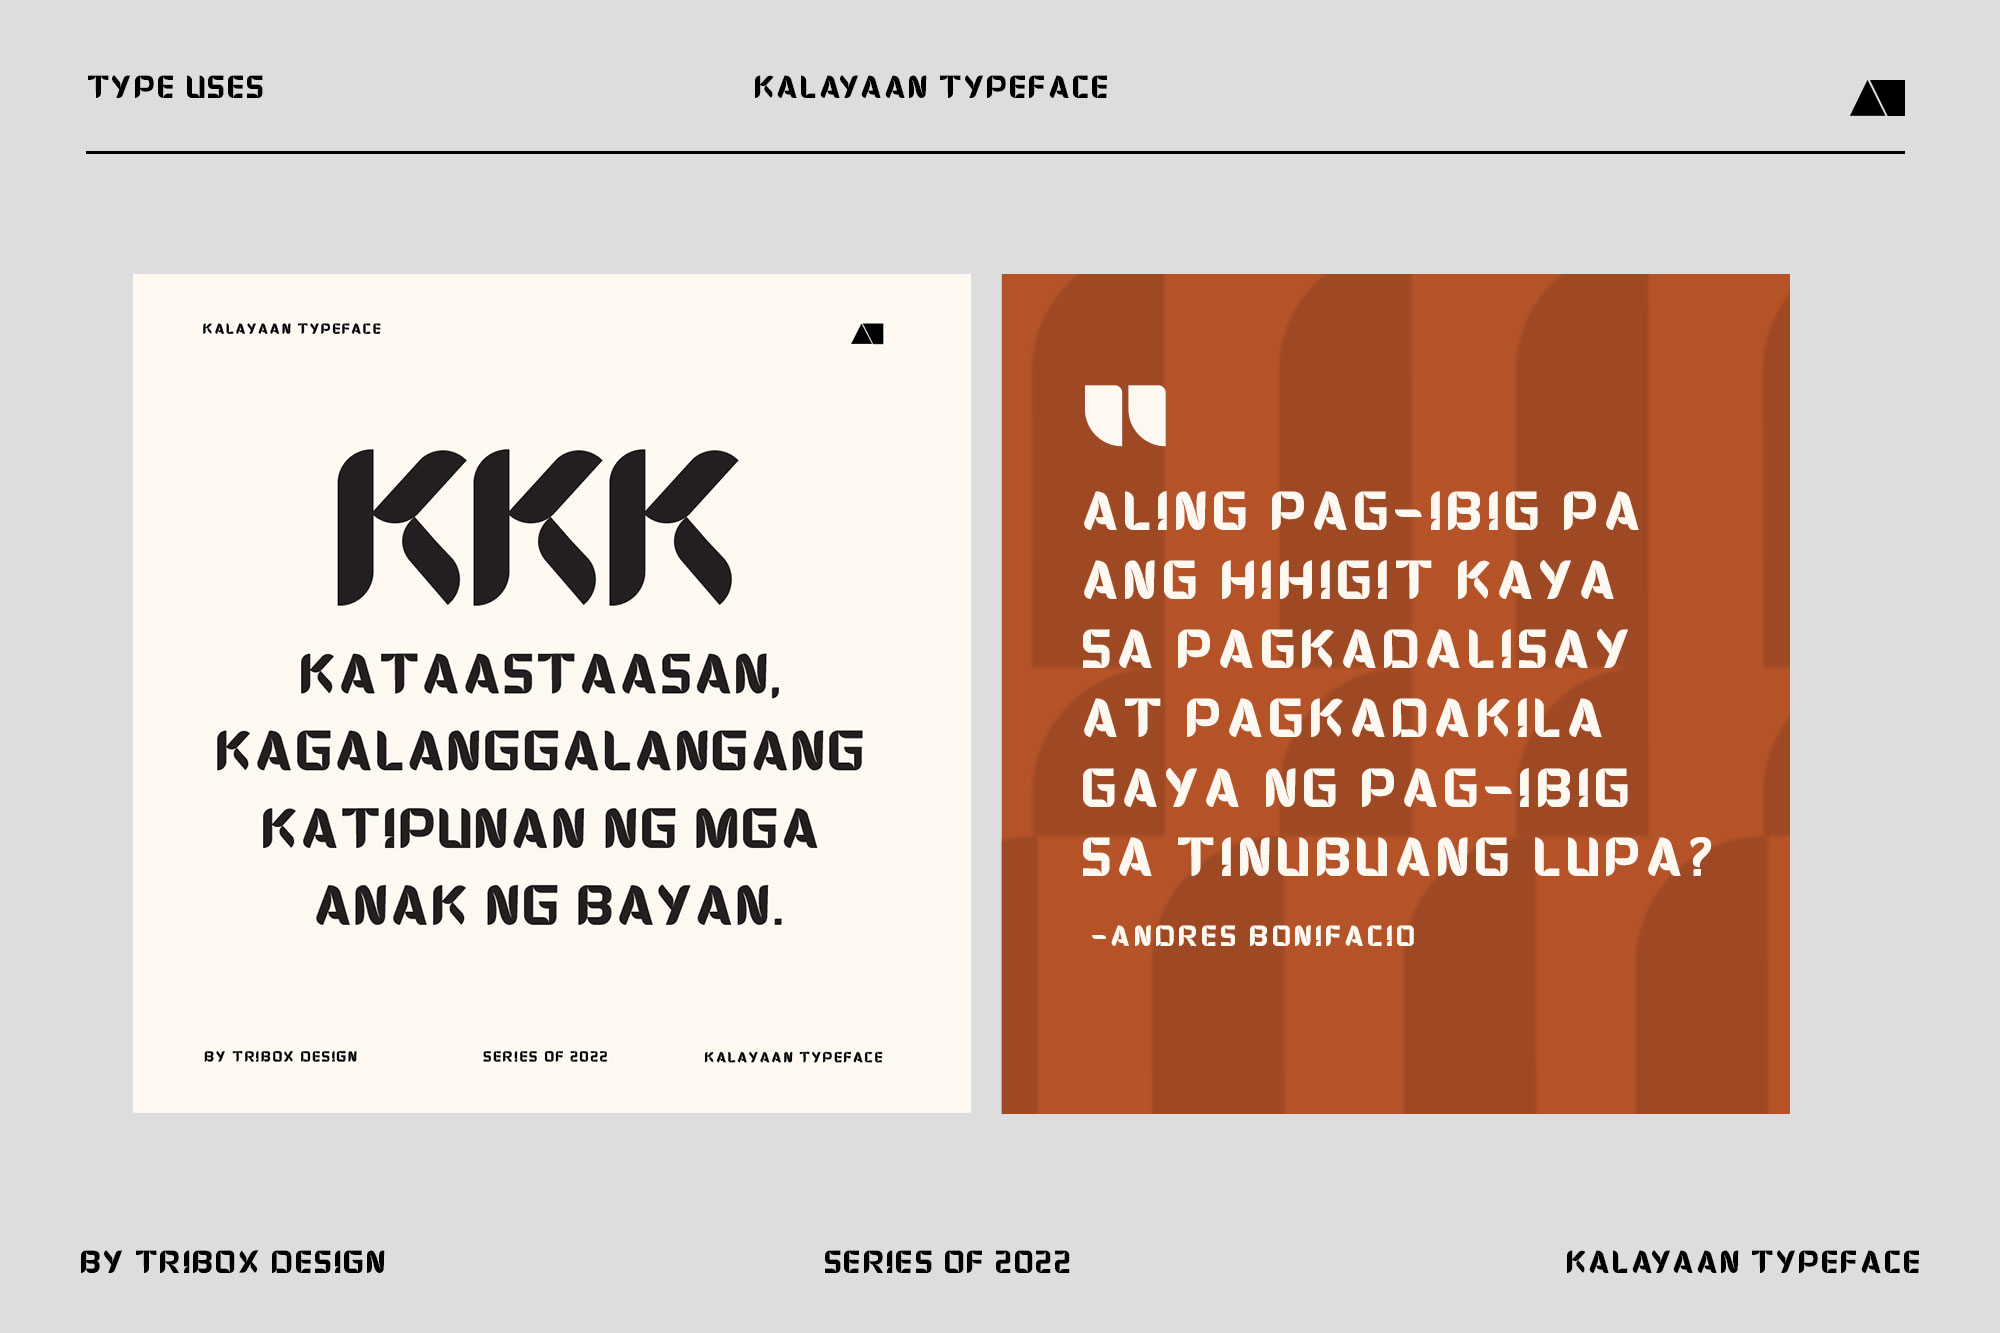 TYPE USES
KALAYAAN TYPEFACE
KALAYAAN TYPEFACE
KKK
KATAASTAASAN,
KAGALANGGALANGANG
KATIPUNAN NG MGA
ANAK NG BAYAN.
BY TRIBOX DESIGN
SERIES OF 2022
KALAYAAN TYPEFACE
"
ALING PAG-IBIG PA
ANG HIHIGIT KAYA
SA PAGKADALISAY
AT PAGKADAKILA
GAYA NG PAG-IBIG
SA TINUBUANG LUPA?
-ANDRES BONIFACIO
BY TRIBOX DESIGN
SERIES OF 2022
KALAYAAN TYPEFACE